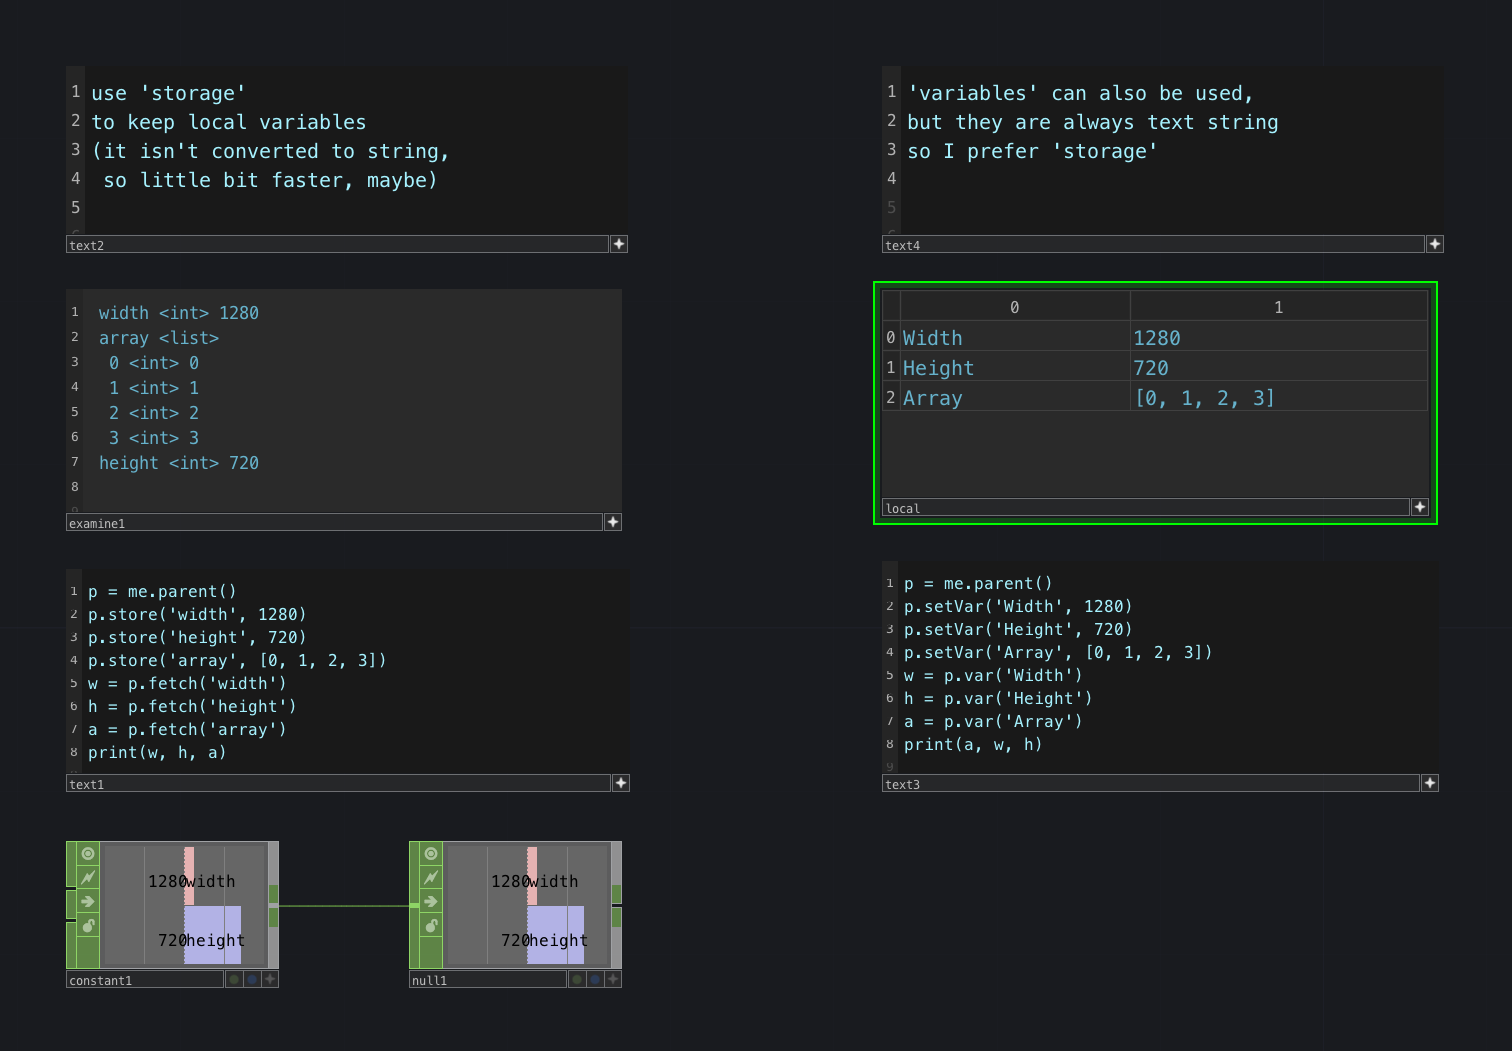 1 use 'storage'
2 to keep local variables
3 (it isn't converted to string,
4 so little bit faster, maybe)
5
text2
1 width <int> 1280
2 array <list>
3 0 <int> 0
4 1 <int> 1
5 2 <int> 2
6 3 <int> 3
7 height <int> 720
8
9
examine1
1 p = me.parent()
2 p.store('width', 1280)
3 p.store('height', 720)
4 p.store('array', [0, 1, 2, 3])
5 w = p.fetch('width')
6 h = p.fetch('height')
7 a = p.fetch('array')
8 print(w, h, a)
text1
1280width
720height
constant1
1280width
720height
null1
1 'variables' can also be used,
2 but they are always text string
3 so I prefer 'storage'
4
5
text4
0 1
0 Width 1280
1 Height 720
2 Array [0, 1, 2, 3]
local
1 p = me.parent()
2 p.setVar('Width', 1280)
3 p.setVar('Height', 720)
4 p.setVar('Array', [0, 1, 2, 3])
5 w = p.var('Width')
6 h = p.var('Height')
7 a = p.var('Array')
8 print(a, w, h)
9
text3